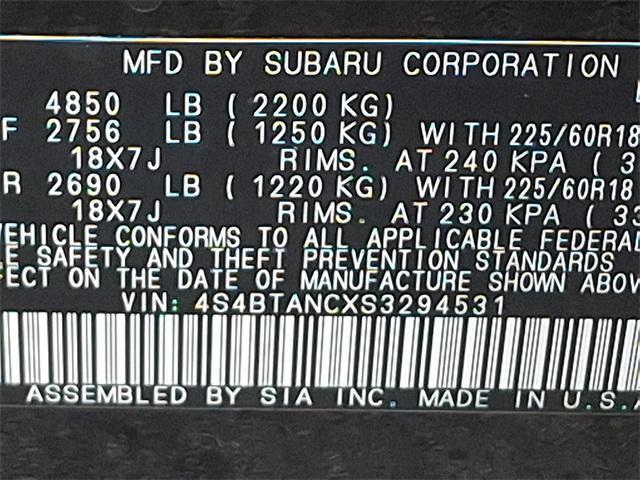 MFD BY SUBARU CORPORATION
4850 LB ( 2200 KG)
F 2756 LB ( 1250 KG) WITH 225/60R18
18X7J RIMS. AT 240 KPA ( 3
R 2690 LB ( 1220 KG) WITH 225/60R18
18X7J RIMS. AT 230 KPA ( 33
VEHICLE CONFORMS TO ALL APPLICABLE FEDERAL
LE SAFETY AND THEFT PREVENTION STANDARDS
FECT ON THE DATE OF MANUFACTURE SHOWN ABOV
VIN: 4S4BTANCXS3294531
ASSEMBLED BY SIA INC. MADE IN U.S.A